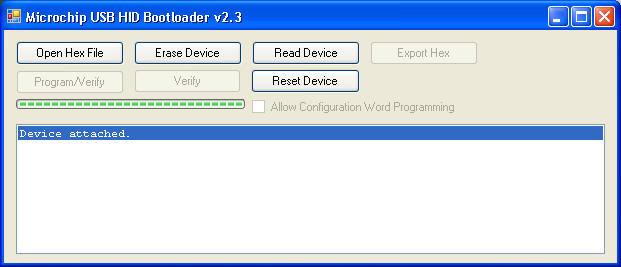 Microchip USB HID Bootloader v2.3
Open Hex File Erase Device Read Device Export Hex
Program/Verify Verify Reset Device
Allow Configuration Word Programming
Device attached.